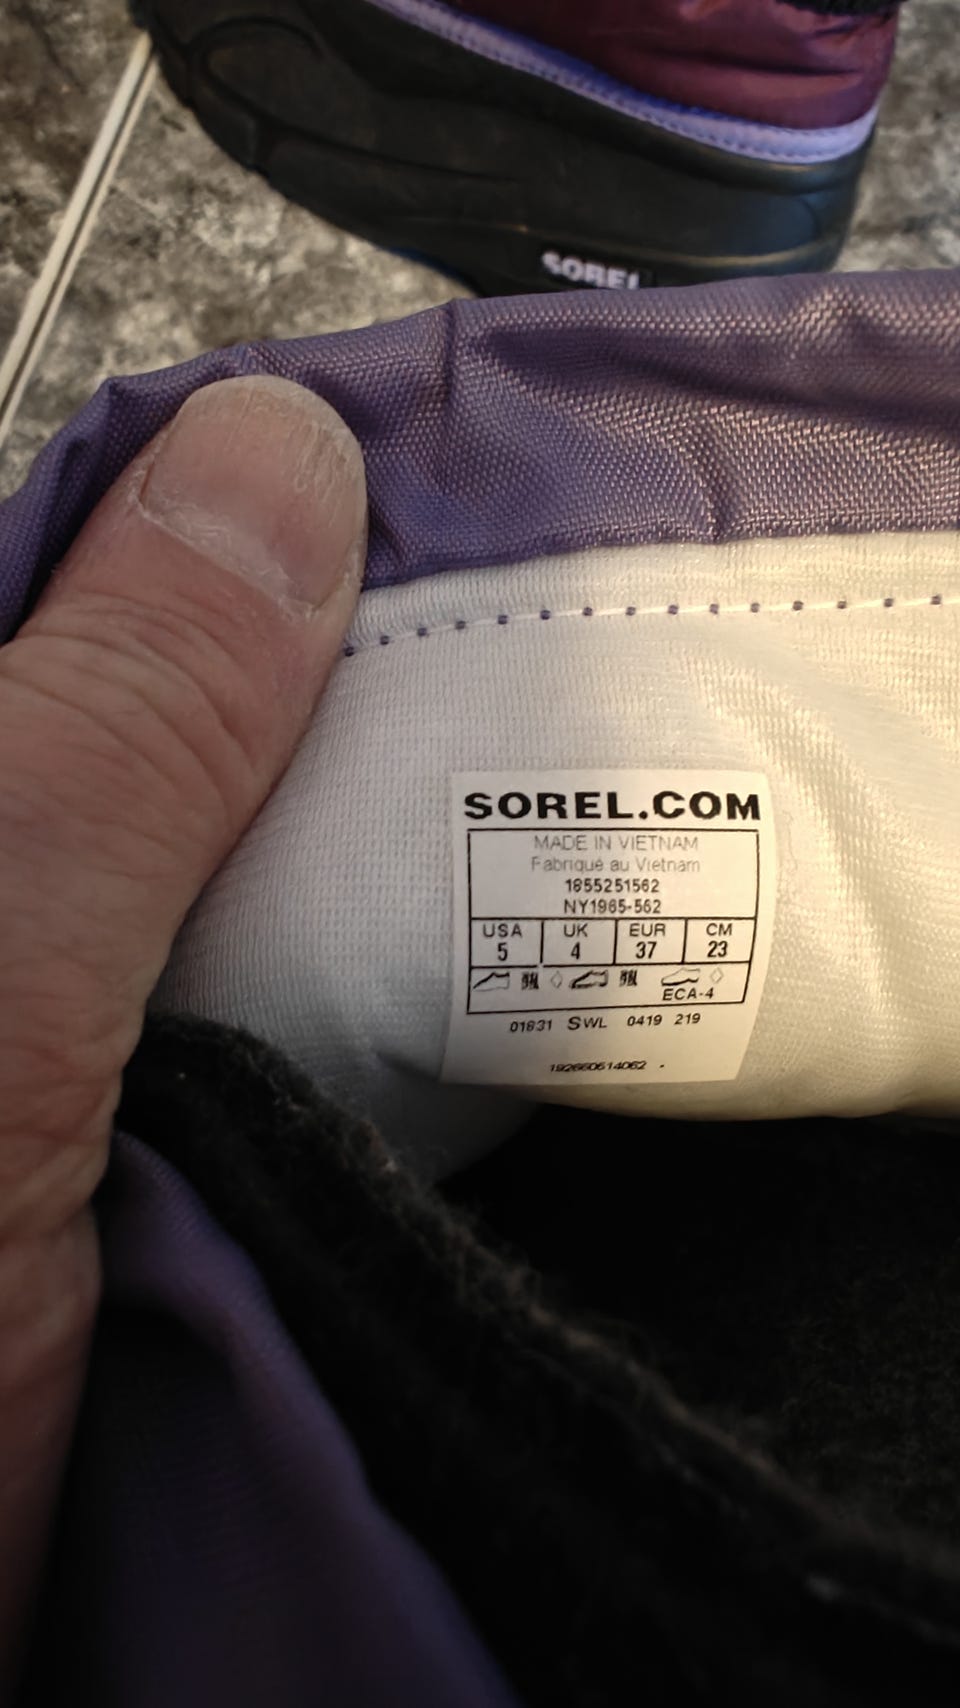 SOREL
SOREL.COM
MADE IN VIETNAM
Fabriqué au Vietnam
1855251562
NY1965-562
USA UK EUR CM
5 4 37 23
ECA-4
01831 SWL 0419 219
192660614062